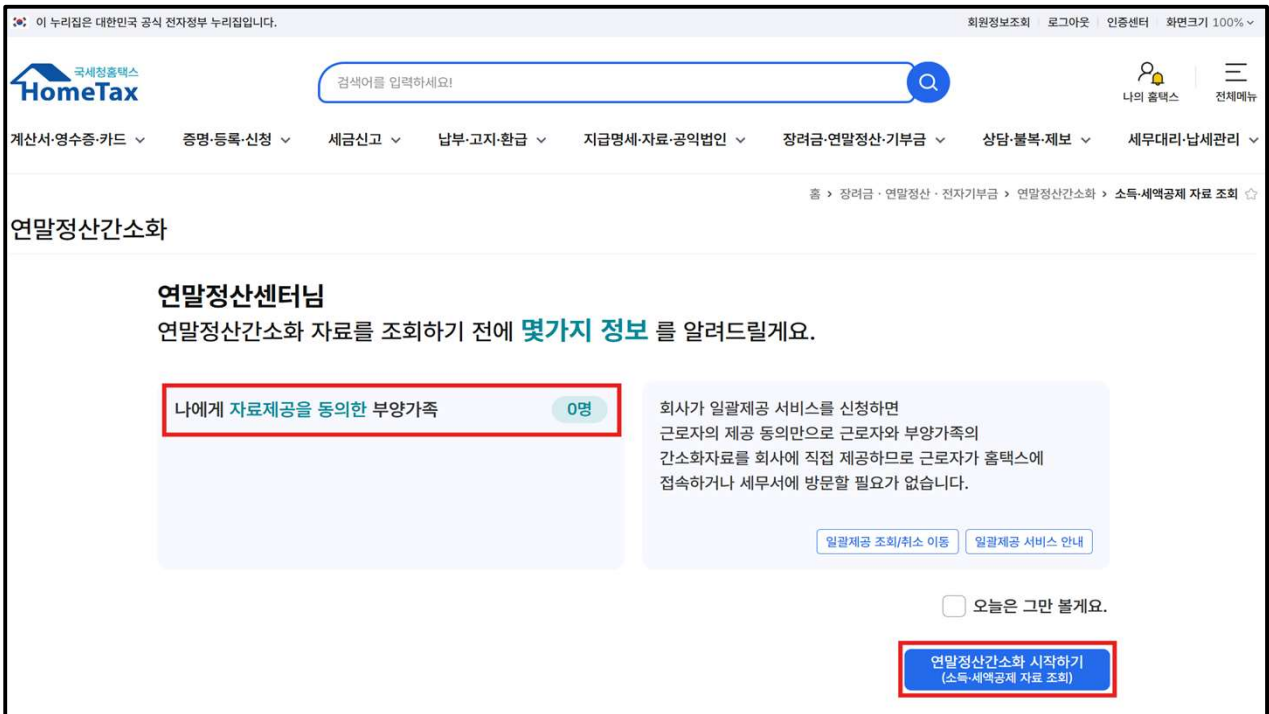 이 누리집은 대한민국 공식 전자정부 누리집입니다.
회원정보조회 로그아웃 인증센터 화면크기 100%
국세청홈택스
HomeTax
검색어를 입력하세요!
나의 홈택스
전체메뉴
계산서·영수증·카드 증명·등록·신청 세금신고 납부·고지·환급 지급명세·자료·공익법인 장려금·연말정산·기부금 상담·불복·제보 세무대리·납세관리
홈 > 장려금 · 연말정산 · 전자기부금 > 연말정산간소화 > 소득·세액공제 자료 조회
연말정산간소화
연말정산센터님
연말정산간소화 자료를 조회하기 전에 몇가지 정보 를 알려드릴게요.
나에게 자료제공을 동의한 부양가족 0명
회사가 일괄제공 서비스를 신청하면
근로자의 제공 동의만으로 근로자와 부양가족의
간소화자료를 회사에 직접 제공하므로 근로자가 홈택스에
접속하거나 세무서에 방문할 필요가 없습니다.
일괄제공 조회/취소 이동 일괄제공 서비스 안내
오늘은 그만 볼게요.
연말정산간소화 시작하기
(소득·세액공제 자료 조회)